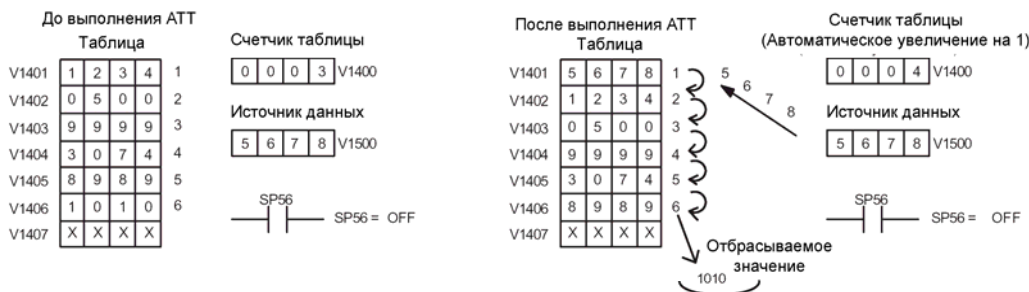 До выполнения АТТ
Таблица
Счетчик таблицы
V1401 1 2 3 4 1
0 0 0 3 V1400
V1402 0 5 0 0 2
Источник данных
V1403 9 9 9 9 3
5 6 7 8 V1500
V1404 3 0 7 4 4
V1405 8 9 8 9 5
V1406 1 0 1 0 6
SP56
SP56 = OFF
V1407 X X X X
После выполнения АТТ
Таблица
Счетчик таблицы
(Автоматическое увеличение на 1)
V1401 5 6 7 8 1
5 6 7 8
0 0 0 4 V1400
V1402 1 2 3 4 2
Источник данных
V1403 0 5 0 0 3
5 6 7 8 V1500
V1404 9 9 9 9 4
V1405 3 0 7 4 5
V1406 8 9 8 9 6
SP56
SP56 = OFF
V1407 X X X X
Отбрасываемое
значение
1010